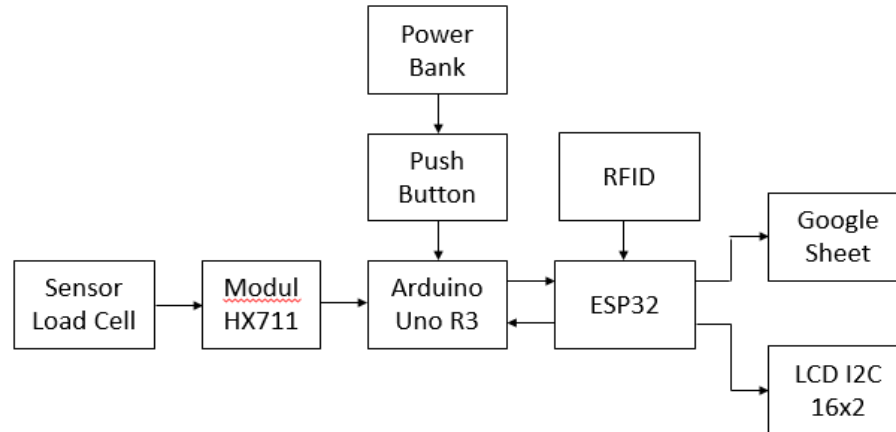 Power
Bank
Push
Button
RFID
Google
Sheet
Sensor
Load Cell
Modul
HX711
Arduino
Uno R3
ESP32
LCD I2C
16x2